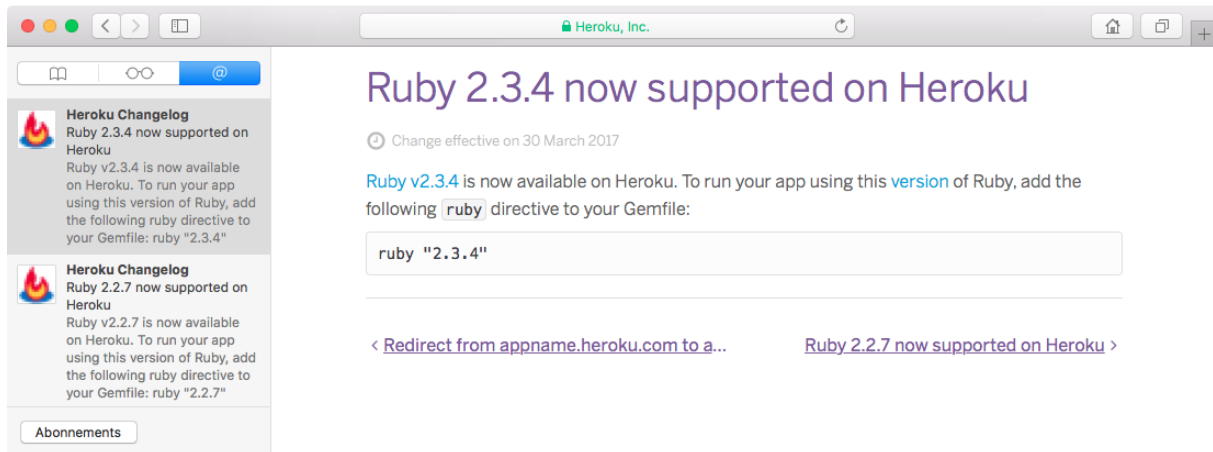 Heroku, Inc.
@
Heroku Changelog
Ruby 2.3.4 now supported on
Heroku
Ruby v2.3.4 is now available
on Heroku. To run your app
using this version of Ruby, add
the following ruby directive to
your Gemfile: ruby "2.3.4"
Heroku Changelog
Ruby 2.2.7 now supported on
Heroku
Ruby v2.2.7 is now available
on Heroku. To run your app
using this version of Ruby, add
the following ruby directive to
your Gemfile: ruby "2.2.7"
Abonnements
Ruby 2.3.4 now supported on Heroku
Change effective on 30 March 2017
Ruby v2.3.4 is now available on Heroku. To run your app using this version of Ruby, add the
following ruby directive to your Gemfile:
ruby "2.3.4"
‹ Redirect from appname.heroku.com to a...
Ruby 2.2.7 now supported on Heroku ›